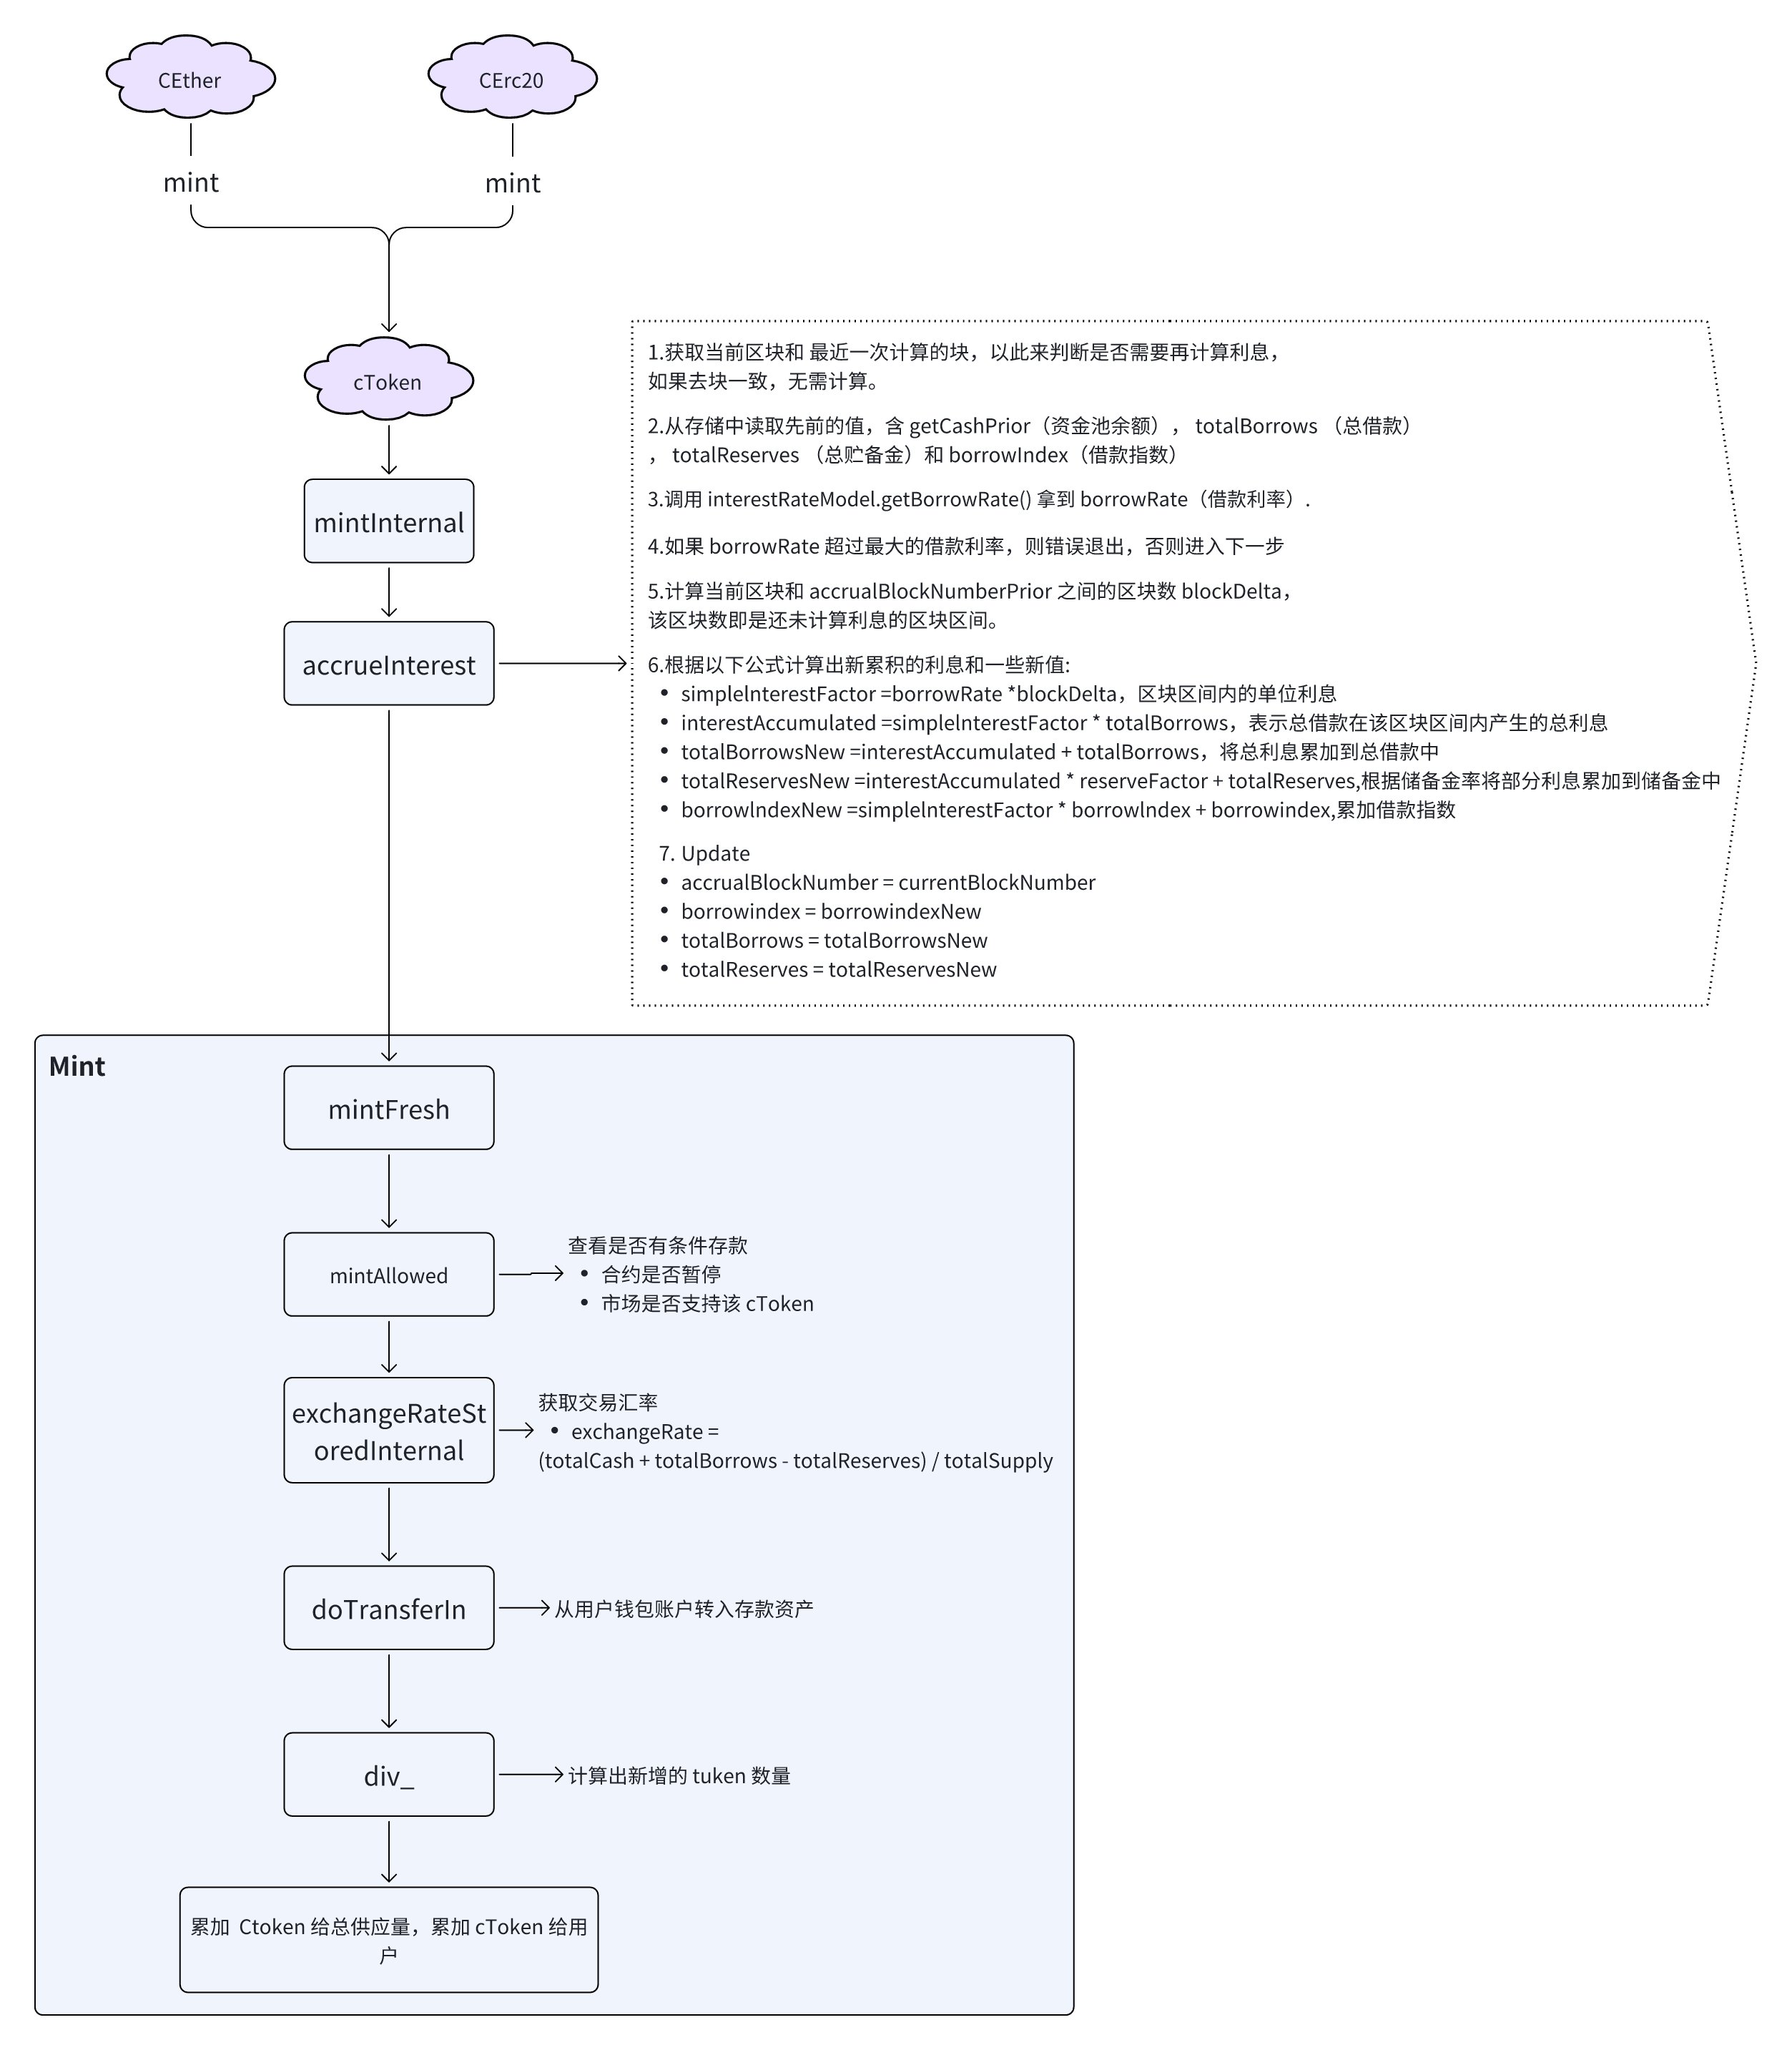 CEther
CErc20
mint
mint
cToken
mintInternal
accrueInterest
1.获取当前区块和 最近一次计算的块，以此来判断是否需要再计算利息，
如果去块一致，无需计算。
2.从存储中读取先前的值，含 getCashPrior（资金池余额）， totalBorrows （总借款）
， totalReserves （总贮备金）和 borrowIndex（借款指数）
3.调用 interestRateModel.getBorrowRate() 拿到 borrowRate（借款利率）.
4.如果 borrowRate 超过最大的借款利率，则错误退出，否则进入下一步
5.计算当前区块和 accrualBlockNumberPrior 之间的区块数 blockDelta，
该区块数即是还未计算利息的区块区间。
6.根据以下公式计算出新累积的利息和一些新值:
• simplelnterestFactor =borrowRate *blockDelta，区块区间内的单位利息
• interestAccumulated =simplelnterestFactor * totalBorrows，表示总借款在该区块区间内产生的总利息
• totalBorrowsNew =interestAccumulated + totalBorrows，将总利息累加到总借款中
• totalReservesNew =interestAccumulated * reserveFactor + totalReserves,根据储备金率将部分利息累加到储备金中
• borrowlndexNew =simplelnterestFactor * borrowlndex + borrowindex,累加借款指数
7. Update
• accrualBlockNumber = currentBlockNumber
• borrowindex = borrowindexNew
• totalBorrows = totalBorrowsNew
• totalReserves = totalReservesNew
Mint
mintFresh
mintAllowed
查看是否有条件存款
• 合约是否暂停
• 市场是否支持该 cToken
exchangeRateSt
oredInternal
获取交易汇率
• exchangeRate =
(totalCash + totalBorrows - totalReserves) / totalSupply
doTransferIn
从用户钱包账户转入存款资产
div_
计算出新增的 tuken 数量
累加 Ctoken 给总供应量，累加 cToken 给用
户